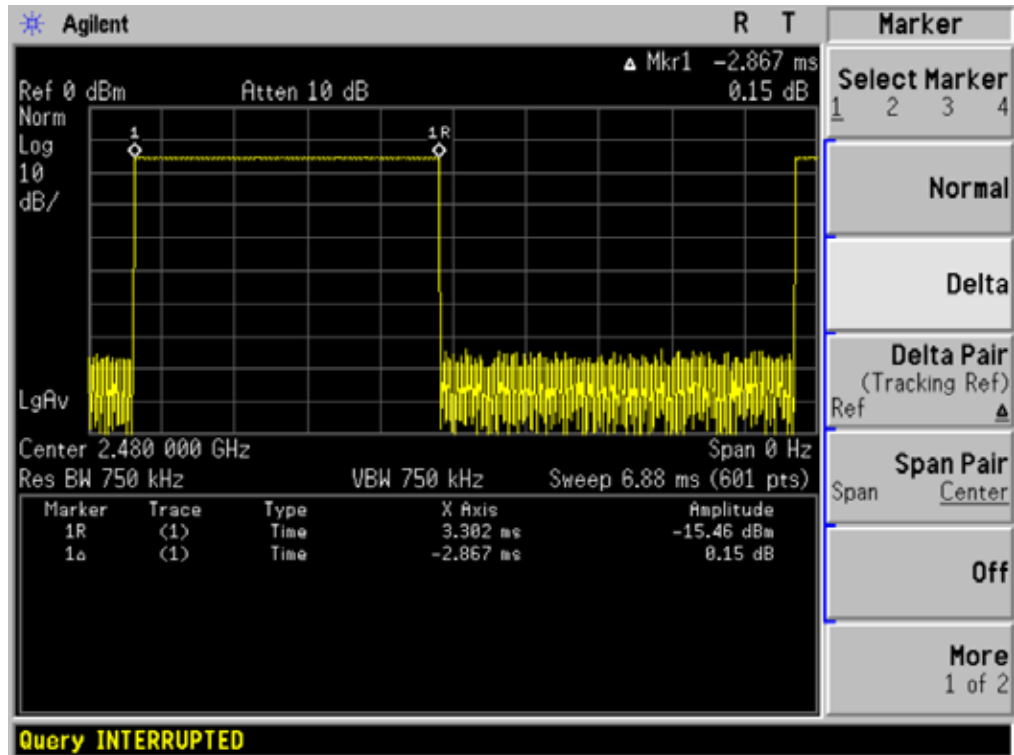 Agilent R T
Δ Mkr1 -2.867 ms
Ref 0 dBm Atten 10 dB 0.15 dB
Norm
Log
10
dB/
1 1R
LgAv
Center 2.480 000 GHz Span 0 Hz
Res BW 750 kHz VBW 750 kHz Sweep 6.88 ms (601 pts)
Marker Trace Type X Axis Amplitude
1R (1) Time 3.302 ms -15.46 dBm
1Δ (1) Time -2.867 ms 0.15 dB
Query INTERRUPTED
Marker
Select Marker
1 2 3 4
Normal
Delta
Delta Pair
(Tracking Ref)
Ref Δ
Span Pair
Span Center
Off
More
1 of 2